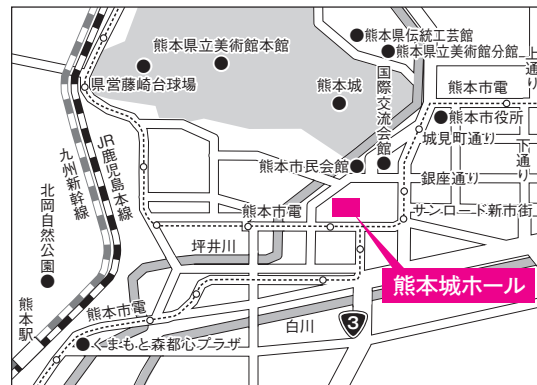 熊本県伝統工芸館
熊本県立美術館分館
熊本県立美術館本館
上通り
県営藤崎台球場
熊本城
国際交流会館
熊本市電
熊本市役所
城見町通り
下通り
熊本市民会館
銀座通り
サンロード新市街
熊本市電
JR鹿児島本線
九州新幹線
北岡自然公園
坪井川
熊本城ホール
熊本駅
熊本市電
白川
3
くまもと森都心プラザ